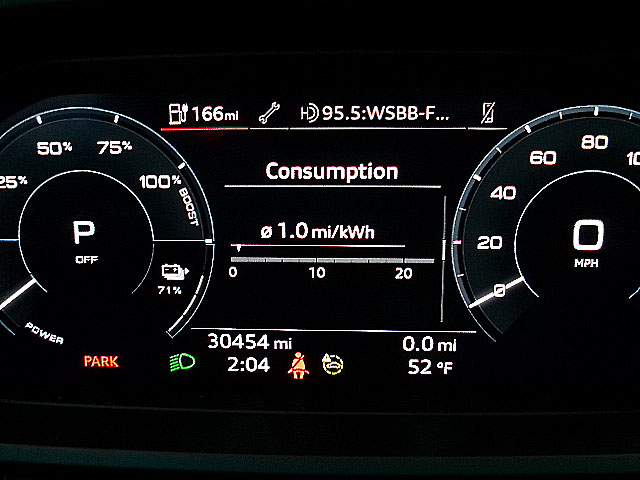 166mi
95.5:WSBB-F...
25%
50%
75%
100%
BOOST
P
OFF
71%
POWER
Consumption
ø 1.0 mi/kWh
0 10 20
0
20
40
60
80
10
0
MPH
30454 mi
0.0 mi
PARK
2:04
52 °F